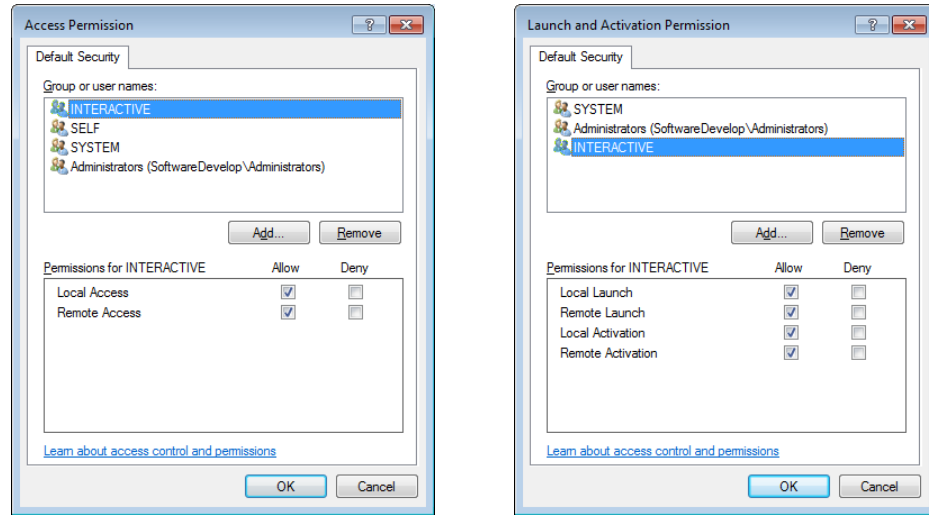 Access Permission
Default Security
Group or user names:
INTERACTIVE
SELF
SYSTEM
Administrators (SoftwareDevelop\Administrators)
Add...
Remove
Permissions for INTERACTIVE Allow Deny
Local Access
Remote Access
Learn about access control and permissions
OK
Cancel
Launch and Activation Permission
Default Security
Group or user names:
SYSTEM
Administrators (SoftwareDevelop\Administrators)
INTERACTIVE
Add...
Remove
Permissions for INTERACTIVE Allow Deny
Local Launch
Remote Launch
Local Activation
Remote Activation
Learn about access control and permissions
OK
Cancel